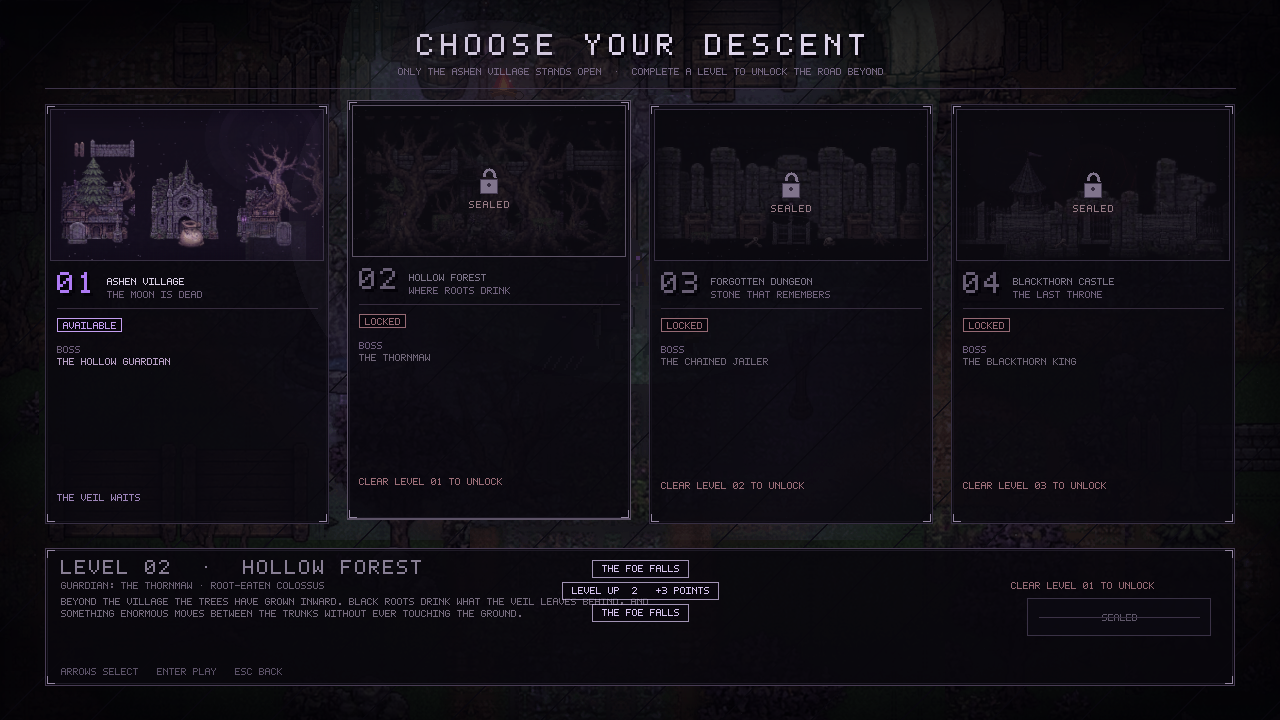 CHOOSE YOUR DESCENT
ONLY THE ASHEN VILLAGE STANDS OPEN · COMPLETE A LEVEL TO UNLOCK THE ROAD BEYOND
SEALED
SEALED
SEALED
01 ASHEN VILLAGE
THE MOON IS DEAD
AVAILABLE
BOSS
THE HOLLOW GUARDIAN
THE VEIL WAITS
02 HOLLOW FOREST
WHERE ROOTS DRINK
LOCKED
BOSS
THE THORNMAW
CLEAR LEVEL 01 TO UNLOCK
03 FORGOTTEN DUNGEON
STONE THAT REMEMBERS
LOCKED
BOSS
THE CHAINED JAILER
CLEAR LEVEL 02 TO UNLOCK
04 BLACKTHORN CASTLE
THE LAST THRONE
LOCKED
BOSS
THE BLACKTHORN KING
CLEAR LEVEL 03 TO UNLOCK
LEVEL 02 · HOLLOW FOREST
GUARDIAN: THE THORNMAW · ROOT-EATEN COLOSSUS
BEYOND THE VILLAGE THE TREES HAVE GROWN INWARD. BLACK ROOTS DRINK WHAT THE VEIL LEAVES BEHIND, AND
SOMETHING ENORMOUS MOVES BETWEEN THE TRUNKS WITHOUT EVER TOUCHING THE GROUND.
THE FOE FALLS
LEVEL UP 2 +3 POINTS
THE FOE FALLS
CLEAR LEVEL 01 TO UNLOCK
SEALED
ARROWS SELECT ENTER PLAY ESC BACK